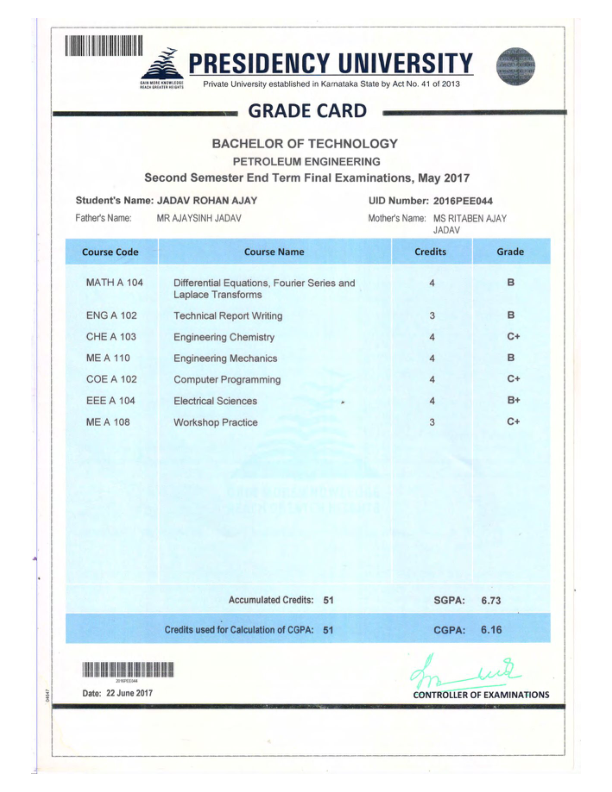 PRESIDENCY UNIVERSITY
GAIN MORE KNOWLEDGE
REACH GREATER HEIGHTS
Private University established in Karnataka State by Act No. 41 of 2013
GRADE CARD
BACHELOR OF TECHNOLOGY
PETROLEUM ENGINEERING
Second Semester End Term Final Examinations, May 2017
Student's Name: JADAV ROHAN AJAY UID Number: 2016PEE044
Father's Name: MR AJAYSINH JADAV Mother's Name: MS RITABEN AJAY
JADAV
Course Code Course Name Credits Grade
MATH A 104 Differential Equations, Fourier Series and 4 B
Laplace Transforms
ENG A 102 Technical Report Writing 3 B
CHE A 103 Engineering Chemistry 4 C+
ME A 110 Engineering Mechanics 4 B
COE A 102 Computer Programming 4 C+
EEE A 104 Electrical Sciences 4 B+
ME A 108 Workshop Practice 3 C+
Accumulated Credits: 51 SGPA: 6.73
Credits used for Calculation of CGPA: 51 CGPA: 6.16
2016PEE044
Date: 22 June 2017
CONTROLLER OF EXAMINATIONS